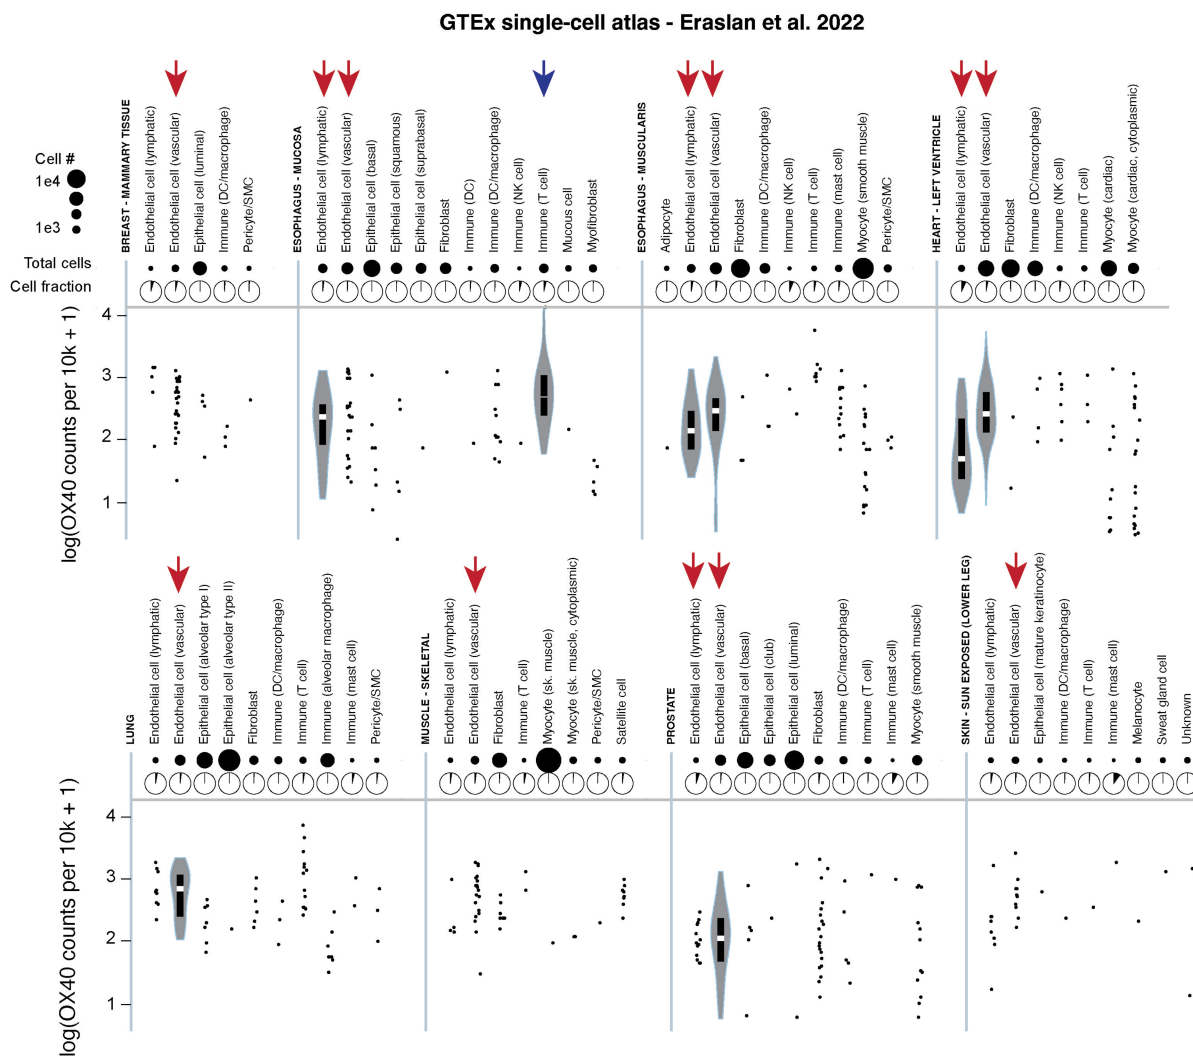 GTEx single-cell atlas - Eraslan et al. 2022
Cell #
1e4
1e3
Total cells
Cell fraction
log(OX40 counts per 10k + 1)
4
3
2
1
BREAST - MAMMARY TISSUE
Endothelial cell (lymphatic)
Endothelial cell (vascular)
Epithelial cell (luminal)
Immune (DC/macrophage)
Pericyte/SMC
ESOPHAGUS - MUCOSA
Endothelial cell (lymphatic)
Endothelial cell (vascular)
Epithelial cell (basal)
Epithelial cell (squamous)
Epithelial cell (suprabasal)
Fibroblast
Immune (DC)
Immune (DC/macrophage)
Immune (NK cell)
Immune (T cell)
Mucous cell
Myofibroblast
ESOPHAGUS - MUSCULARIS
Adipocyte
Endothelial cell (lymphatic)
Endothelial cell (vascular)
Fibroblast
Immune (DC/macrophage)
Immune (NK cell)
Immune (T cell)
Immune (mast cell)
Myocyte (smooth muscle)
Pericyte/SMC
HEART - LEFT VENTRICLE
Endothelial cell (lymphatic)
Endothelial cell (vascular)
Fibroblast
Immune (DC/macrophage)
Immune (NK cell)
Immune (T cell)
Myocyte (cardiac)
Myocyte (cardiac, cytoplasmic)
log(OX40 counts per 10k + 1)
4
3
2
1
LUNG
Endothelial cell (lymphatic)
Endothelial cell (vascular)
Epithelial cell (alveolar type I)
Epithelial cell (alveolar type II)
Fibroblast
Immune (DC/macrophage)
Immune (T cell)
Immune (alveolar macrophage)
Immune (mast cell)
Pericyte/SMC
MUSCLE - SKELETAL
Endothelial cell (lymphatic)
Endothelial cell (vascular)
Fibroblast
Immune (T cell)
Myocyte (sk. muscle)
Myocyte (sk. muscle, cytoplasmic)
Pericyte/SMC
Satellite cell
PROSTATE
Endothelial cell (lymphatic)
Endothelial cell (vascular)
Epithelial cell (basal)
Epithelial cell (club)
Epithelial cell (luminal)
Fibroblast
Immune (DC/macrophage)
Immune (T cell)
Immune (mast cell)
Myocyte (smooth muscle)
SKIN - SUN EXPOSED (LOWER LEG)
Endothelial cell (lymphatic)
Endothelial cell (vascular)
Epithelial cell (mature keratinocyte)
Immune (DC/macrophage)
Immune (T cell)
Immune (mast cell)
Melanocyte
Sweat gland cell
Unknown